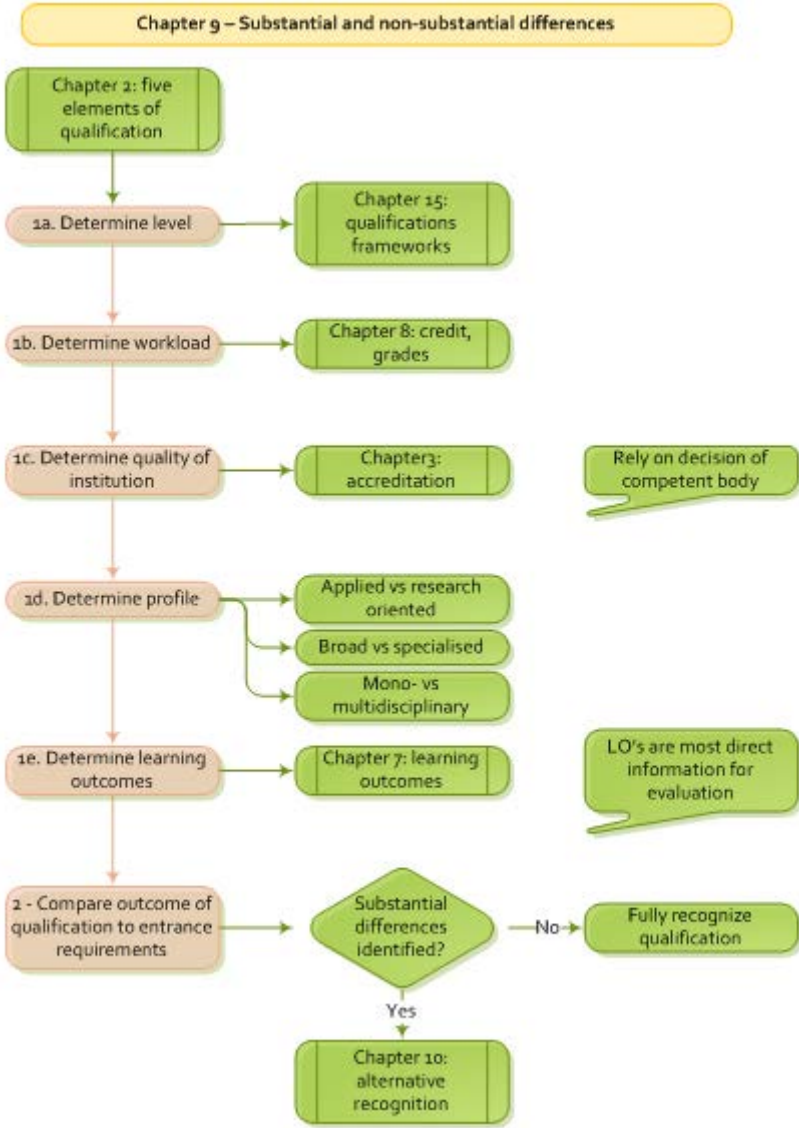 Chapter 9 – Substantial and non-substantial differences
Chapter 2: five
elements of
qualification
1a. Determine level
Chapter 15:
qualifications
frameworks
1b. Determine workload
Chapter 8: credit,
grades
1c. Determine quality of
institution
Chapter3:
accreditation
Rely on decision of
competent body
1d. Determine profile
Applied vs research
oriented
Broad vs specialised
Mono- vs
multidisciplinary
1e. Determine learning
outcomes
Chapter 7: learning
outcomes
LO's are most direct
information for
evaluation
2 - Compare outcome of
qualification to entrance
requirements
Substantial
differences
identified?
No
Fully recognize
qualification
Yes
Chapter 10:
alternative
recognition